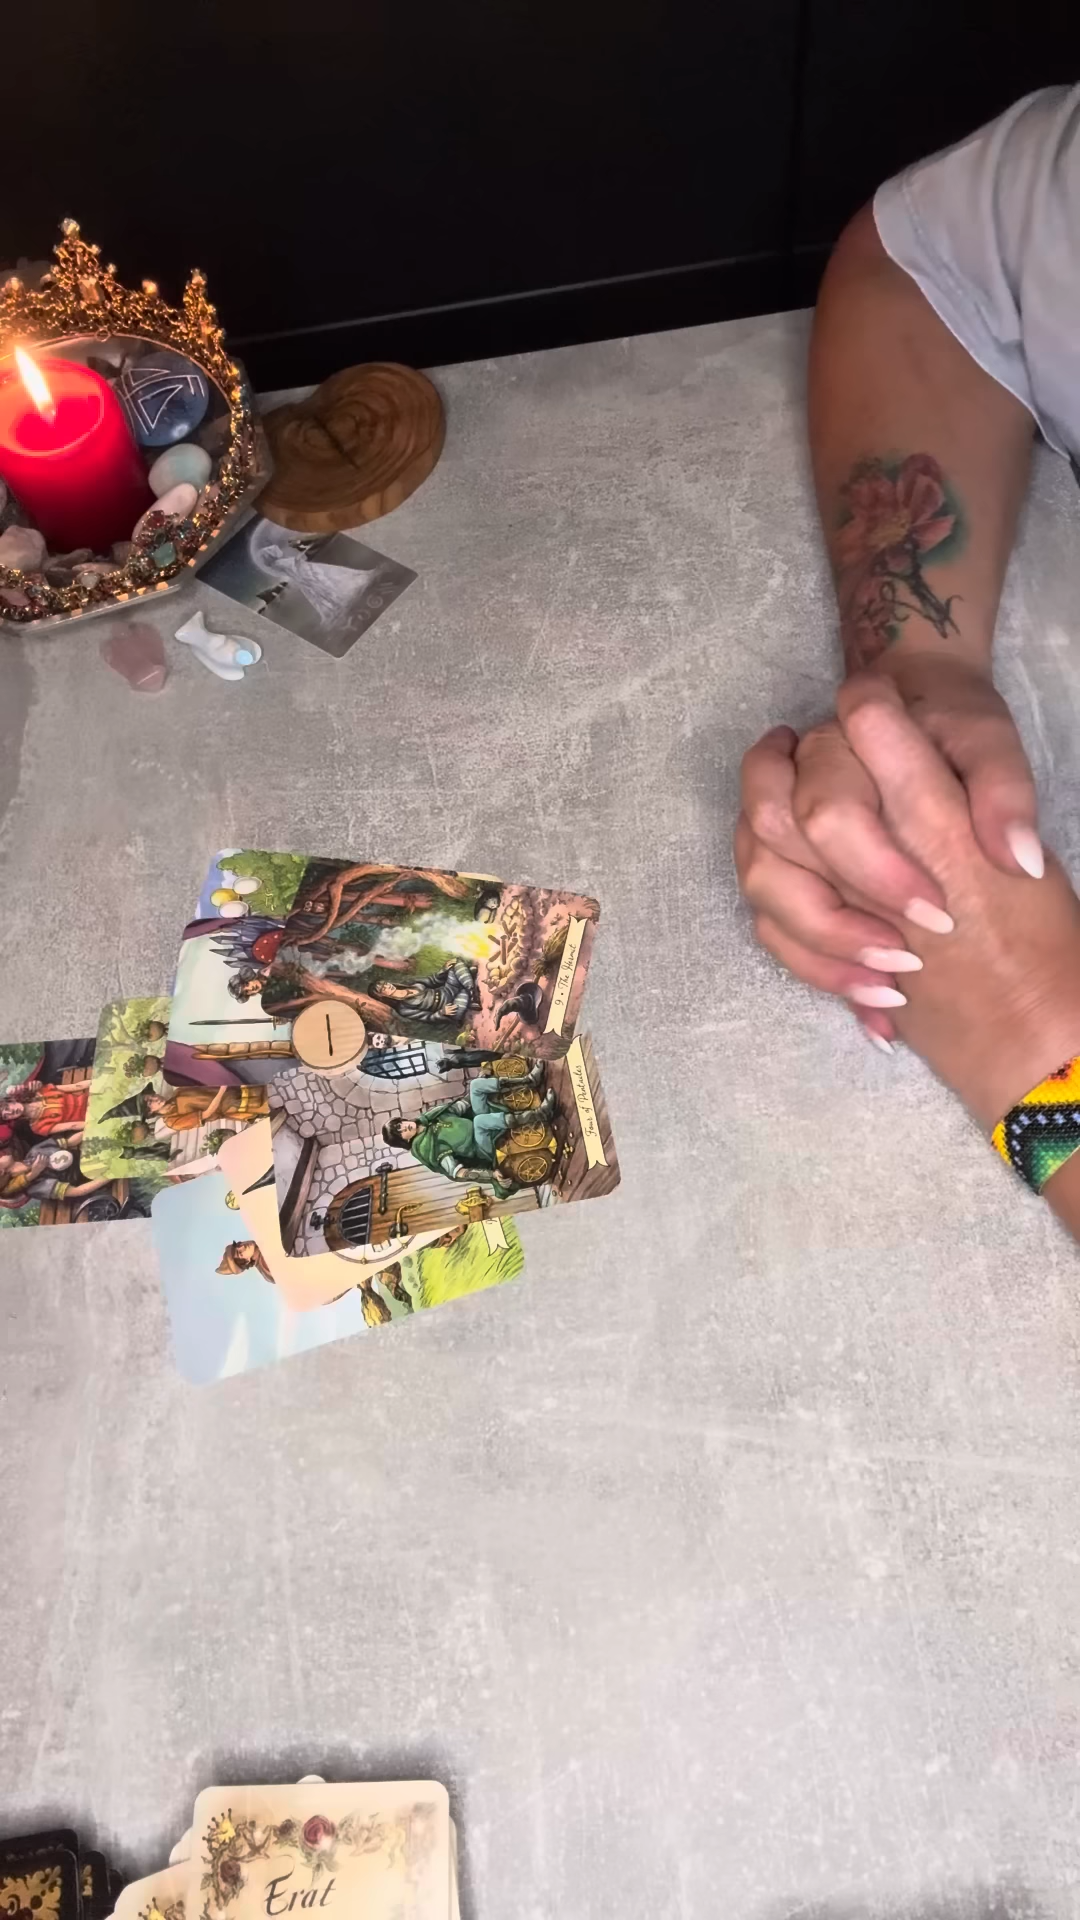 9 • The Hermit
Four of Pentacles
Erat